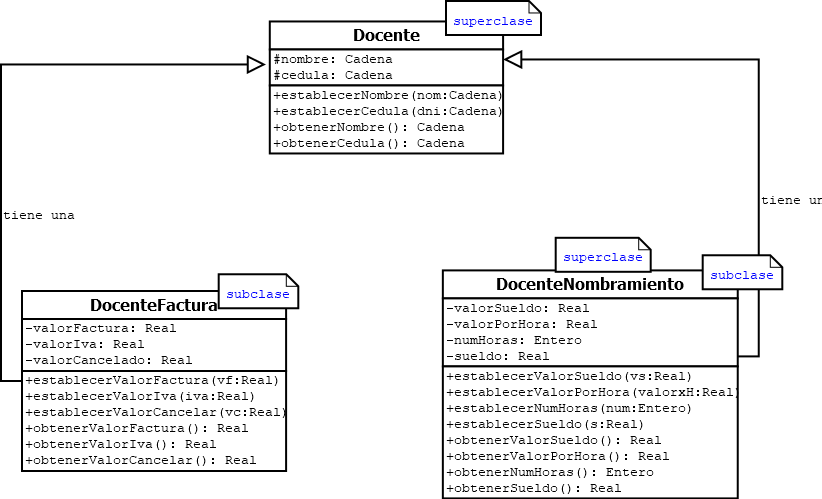 superclase
Docente
#nombre: Cadena
#cedula: Cadena
+establecerNombre(nom:Cadena)
+establecerCedula(dni:Cadena)
+obtenerNombre(): Cadena
+obtenerCedula(): Cadena
tiene una
tiene un
superclase
subclase
subclase
DocenteFactura
-valorFactura: Real
-valorIva: Real
-valorCancelado: Real
+establecerValorFactura(vf:Real)
+establecerValorIva(iva:Real)
+establecerValorCancelar(vc:Real)
+obtenerValorFactura(): Real
+obtenerValorIva(): Real
+obtenerValorCancelar(): Real
DocenteNombramiento
-valorSueldo: Real
-valorPorHora: Real
-numHoras: Entero
-sueldo: Real
+establecerValorSueldo(vs:Real)
+establecerValorPorHora(valorxH:Real)
+establecerNumHoras(num:Entero)
+establecerSueldo(s:Real)
+obtenerValorSueldo(): Real
+obtenerValorPorHora(): Real
+obtenerNumHoras(): Entero
+obtenerSueldo(): Real